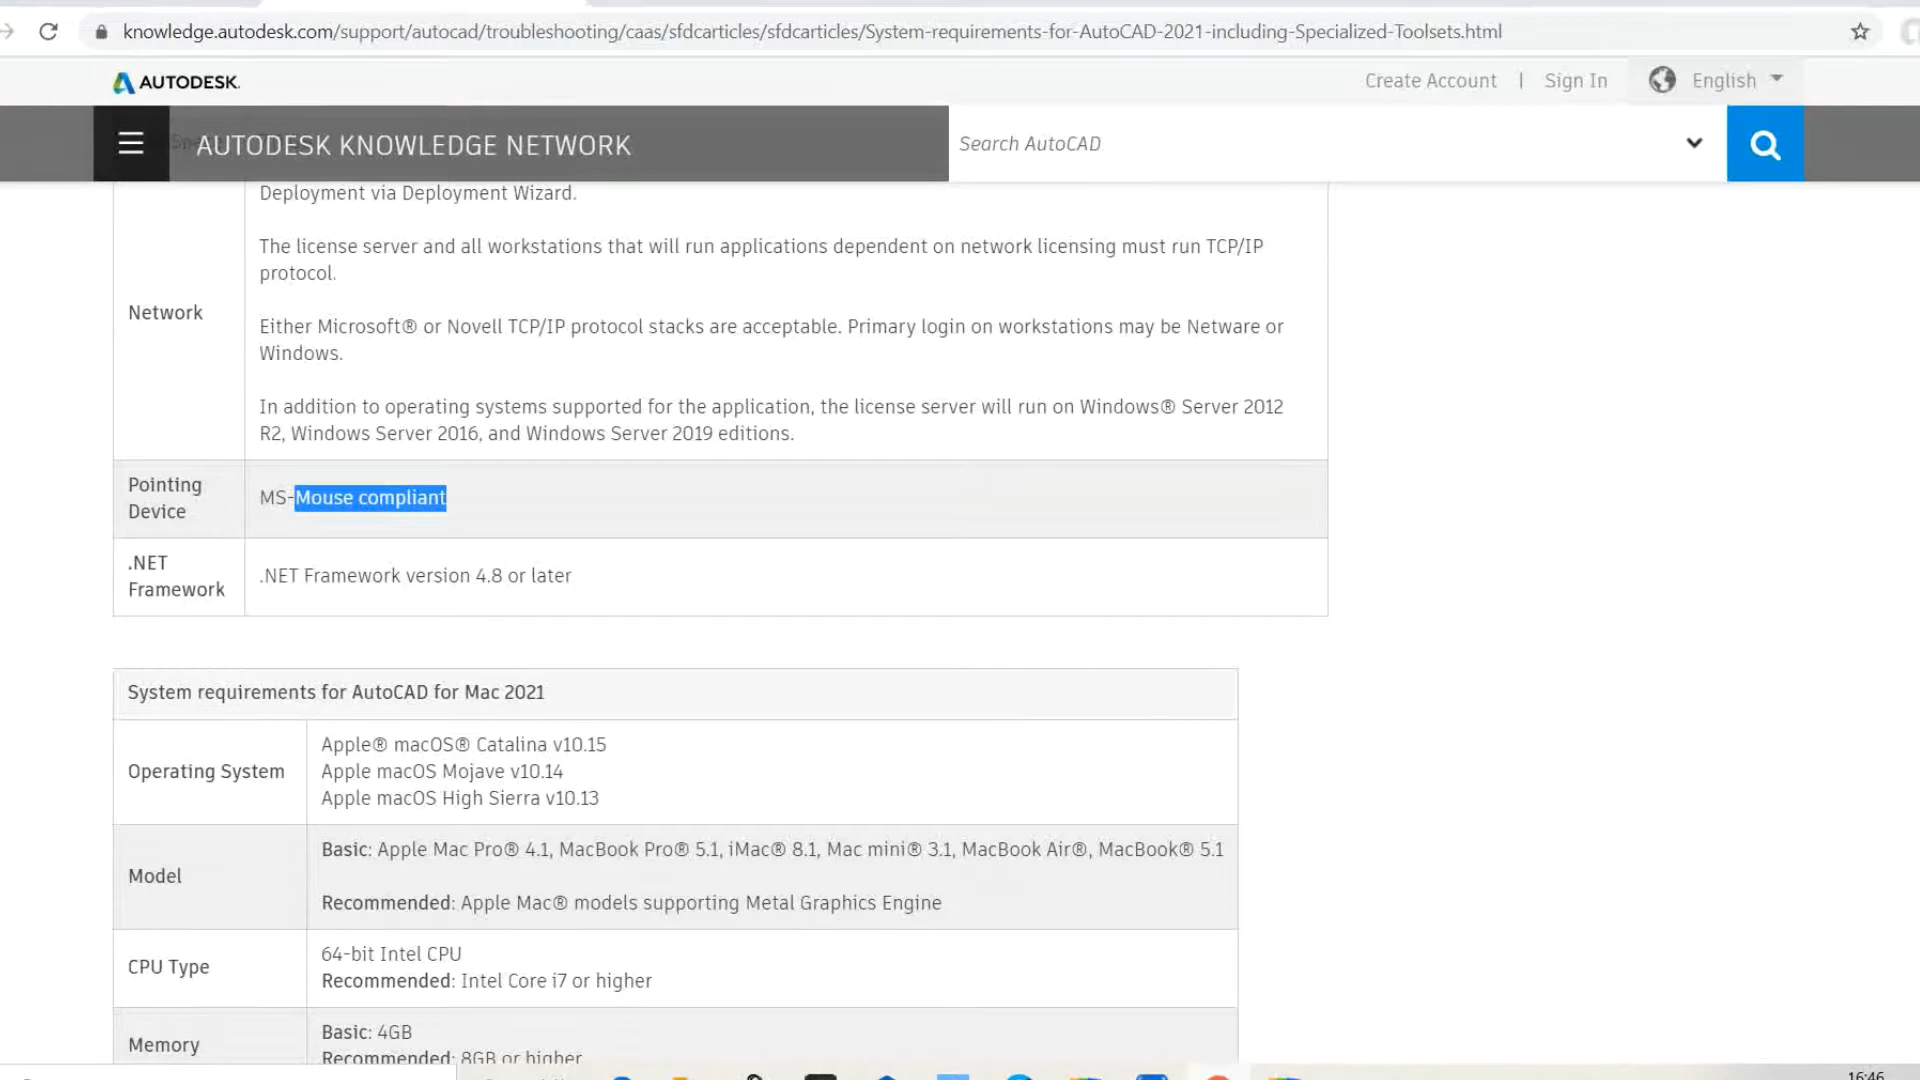 knowledge.autodesk.com/support/autocad/troubleshooting/caas/sfdcarticles/sfdcarticles/System-requirements-for-AutoCAD-2021-including-Specialized-Toolsets.html
AUTODESK.
Create Account | Sign In English
AUTODESK KNOWLEDGE NETWORK
Search AutoCAD
Deployment via Deployment Wizard.
The license server and all workstations that will run applications dependent on network licensing must run TCP/IP
protocol.
Network
Either Microsoft® or Novell TCP/IP protocol stacks are acceptable. Primary login on workstations may be Netware or
Windows.
In addition to operating systems supported for the application, the license server will run on Windows® Server 2012
R2, Windows Server 2016, and Windows Server 2019 editions.
Pointing
Device
MS-Mouse compliant
.NET
Framework
.NET Framework version 4.8 or later
System requirements for AutoCAD for Mac 2021
Operating System
Apple® macOS® Catalina v10.15
Apple macOS Mojave v10.14
Apple macOS High Sierra v10.13
Model
Basic: Apple Mac Pro® 4.1, MacBook Pro® 5.1, iMac® 8.1, Mac mini® 3.1, MacBook Air®, MacBook® 5.1
Recommended: Apple Mac® models supporting Metal Graphics Engine
CPU Type
64-bit Intel CPU
Recommended: Intel Core i7 or higher
Memory
Basic: 4GB
Recommended: 8GB or higher
16:46